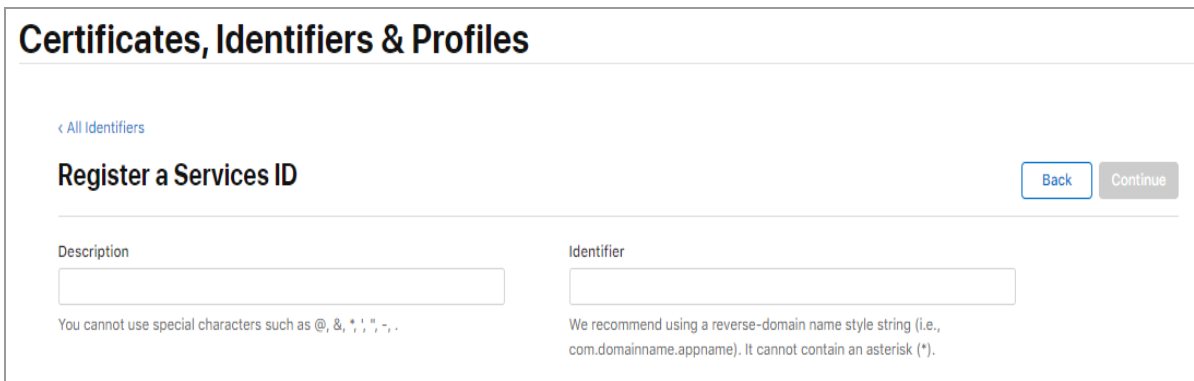 Certificates, Identifiers & Profiles
‹ All Identifiers
Register a Services ID
Back
Continue
Description
Identifier
You cannot use special characters such as @, &, *, ', ", -, .
We recommend using a reverse-domain name style string (i.e.,
com.domainname.appname). It cannot contain an asterisk (*).